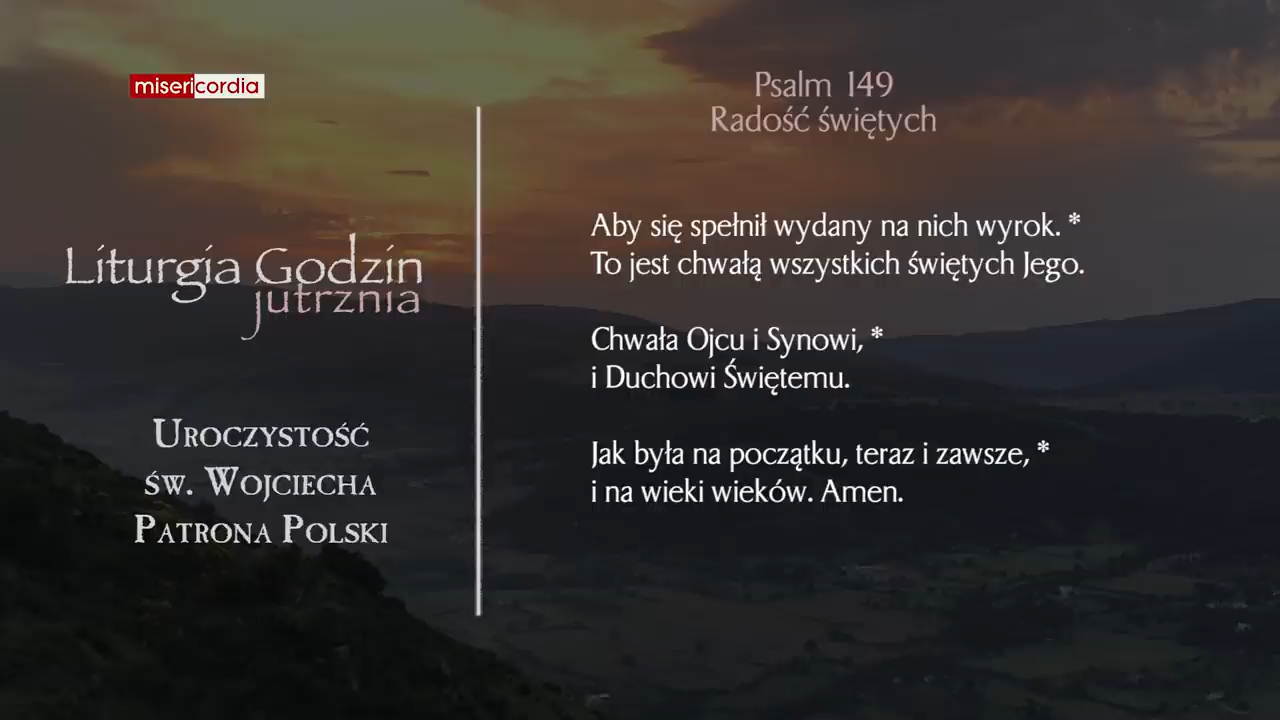 misericordia
Liturgia Godzin
jutrznia
Uroczystość
św. Wojciecha
Patrona Polski
Psalm 149
Radość świętych
Aby się spełnił wydany na nich wyrok. *
To jest chwałą wszystkich świętych Jego.
Chwała Ojcu i Synowi, *
i Duchowi Świętemu.
Jak była na początku, teraz i zawsze, *
i na wieki wieków. Amen.